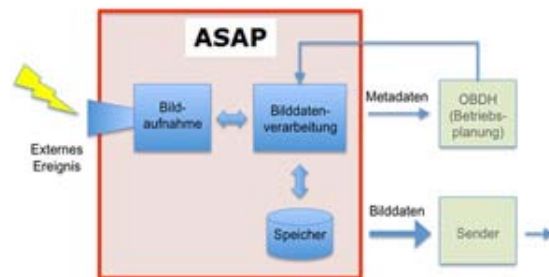 ASAP
Externes
Ereignis
Bild-
aufnahme
Bilddaten-
verarbeitung
Metadaten
OBDH
(Betriebs-
planung)
Speicher
Bilddaten
Sender